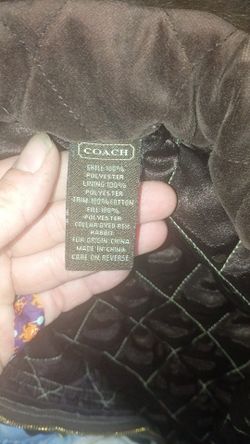 COACH
SHELL:100%
POLYESTER
LINING:100%
POLYESTER
TRIM:100%COTTON
FILL:100%
POLYESTER
COLLAR:DYED REX
RABBIT
FUR ORIGIN:CHINA
MADE IN CHINA
CARE ON REVERSE